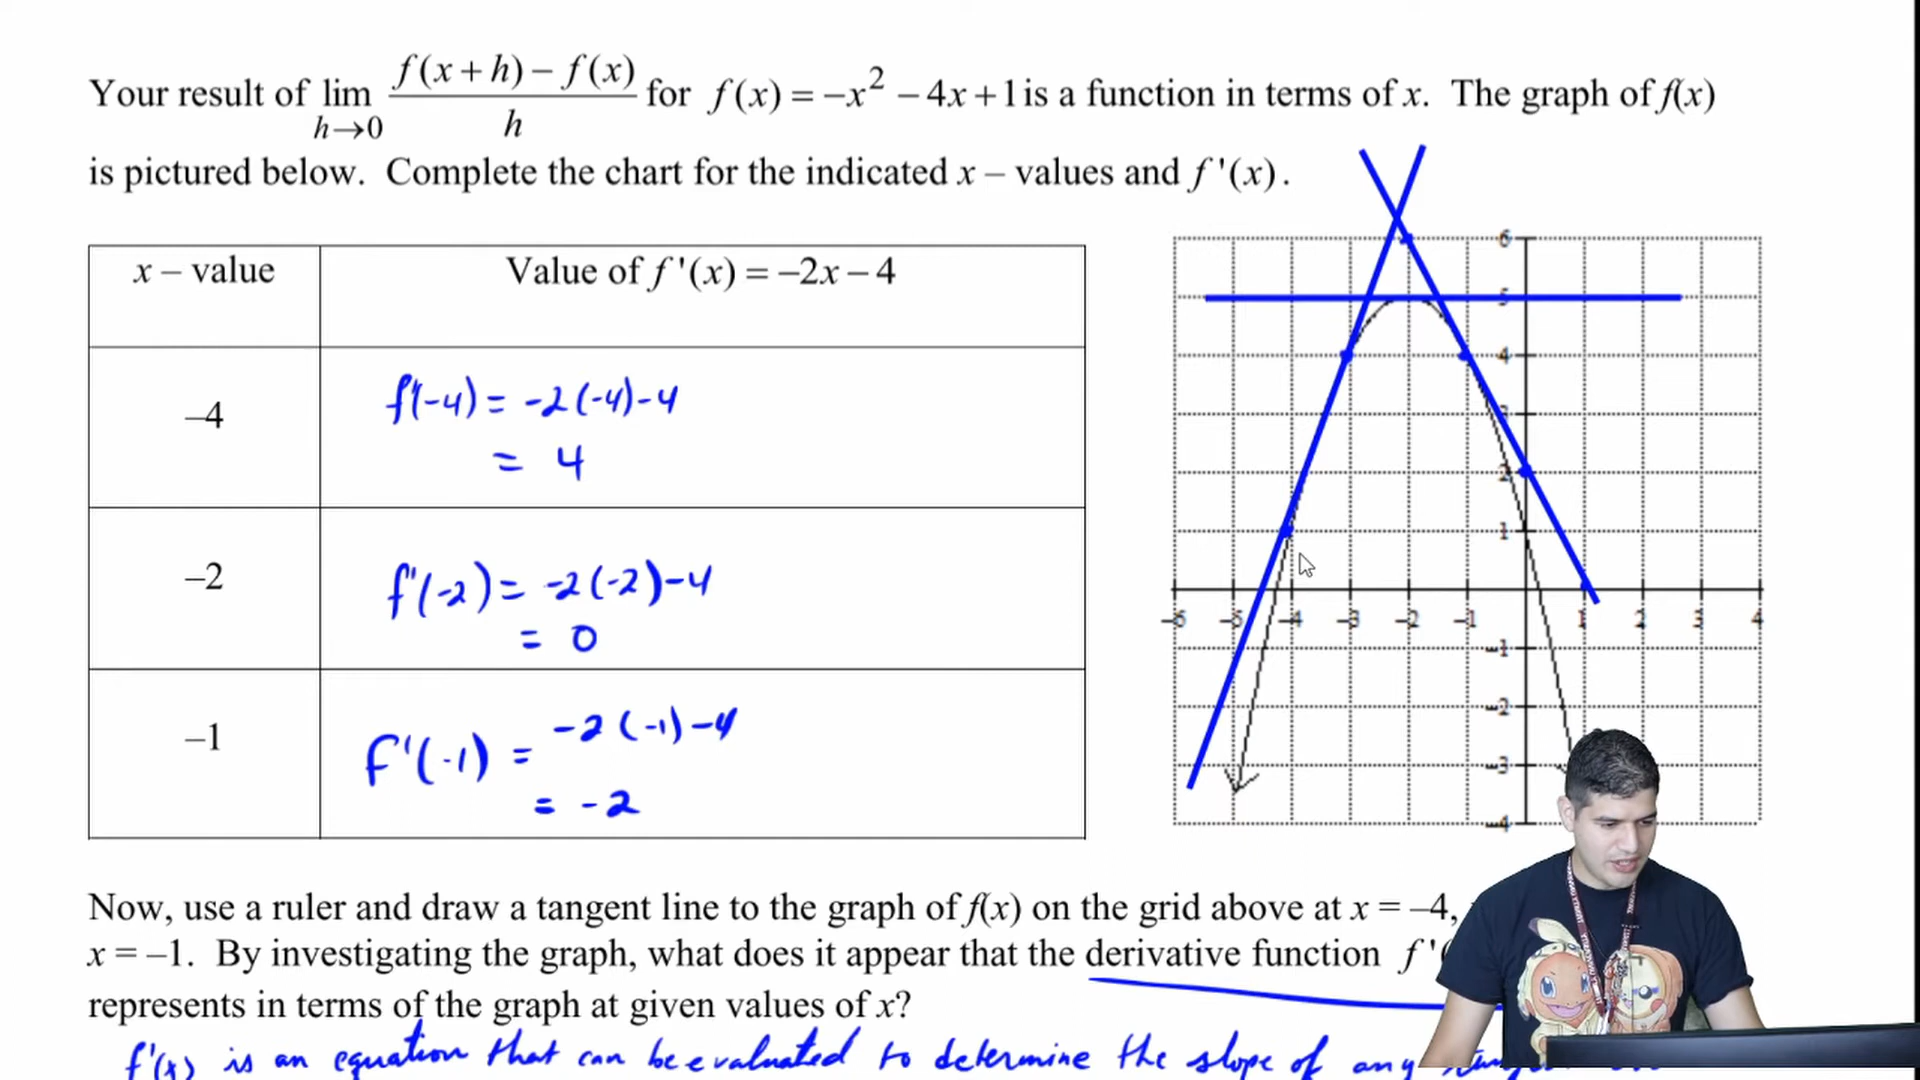 Your result of lim h→0 f(x+h)−f(x) / h for f(x) = −x² − 4x + 1 is a function in terms of x. The graph of f(x)
is pictured below. Complete the chart for the indicated x – values and f '(x).
x – value Value of f '(x) = −2x − 4
–4 f'(-4) = -2(-4)-4
= 4
–2 f'(-2) = -2(-2)-4
= 0
–1 f'(-1) = -2(-1)-4
= -2
6
5
4
3
2
1
–6 –5 –4 –3 –2 –1 1 2 3 4
–1
–2
–3
–4
Now, use a ruler and draw a tangent line to the graph of f(x) on the grid above at x = –4,
x = –1. By investigating the graph, what does it appear that the derivative function f '
represents in terms of the graph at given values of x?
f'(x) is an equation that can be evaluated to determine the slope of any